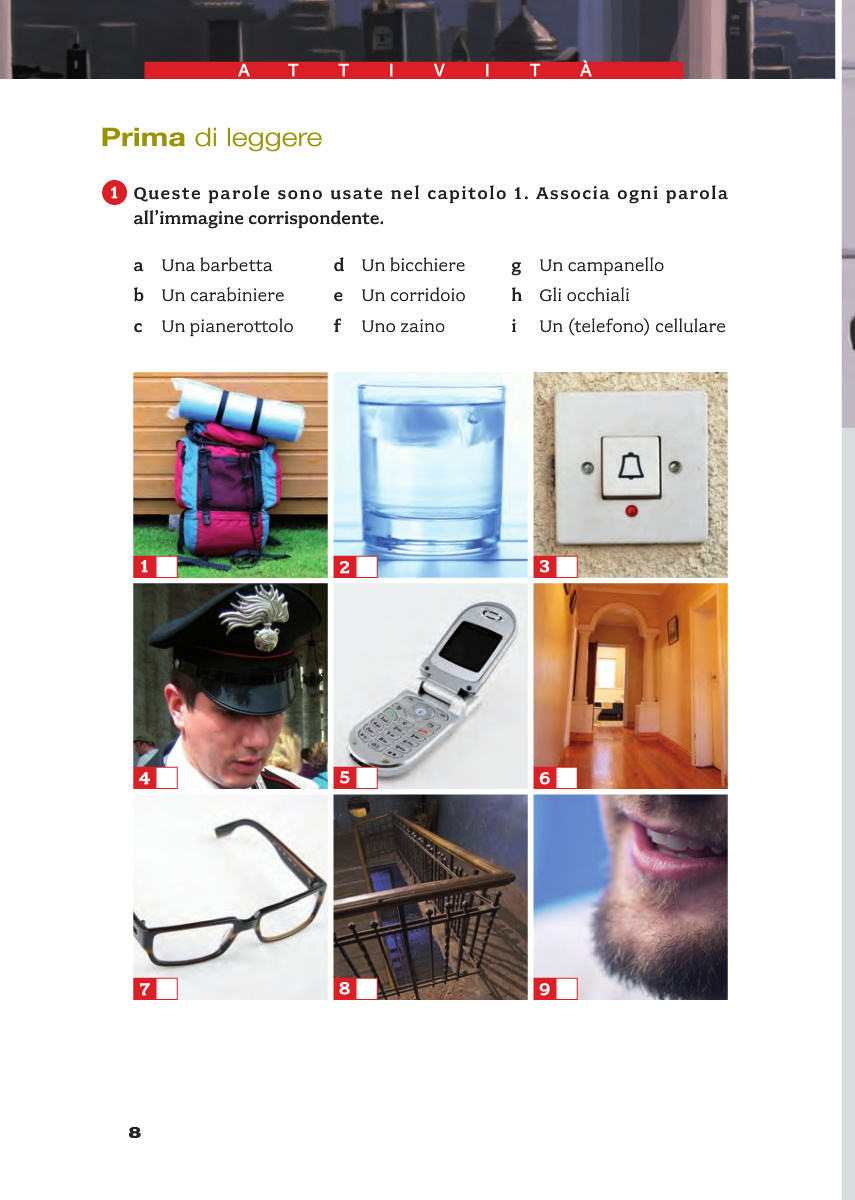 ATTIVITÀ
Prima di leggere
1 Queste parole sono usate nel capitolo 1. Associa ogni parola
all'immagine corrispondente.
a Una barbetta d Un bicchiere g Un campanello
b Un carabiniere e Un corridoio h Gli occhiali
c Un pianerottolo f Uno zaino i Un (telefono) cellulare
1 2 3
4 5 6
7 8 9
8